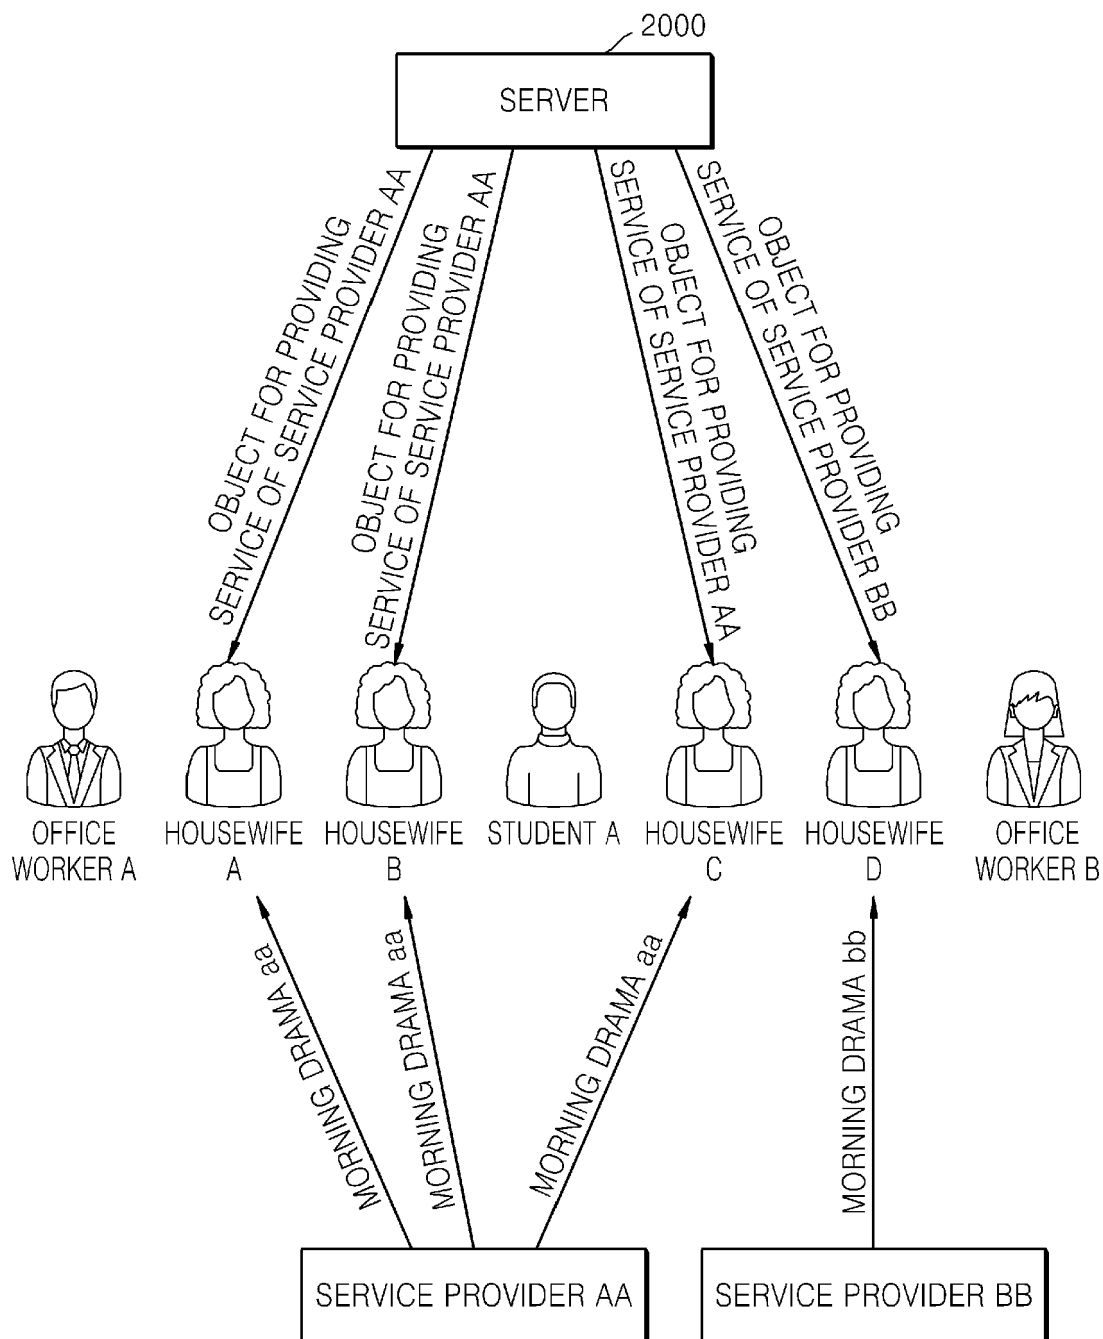 2000
SERVER
OBJECT FOR PROVIDING
SERVICE OF SERVICE PROVIDER AA
OBJECT FOR PROVIDING
SERVICE OF SERVICE PROVIDER AA
OBJECT FOR PROVIDING
SERVICE OF SERVICE PROVIDER AA
OBJECT FOR PROVIDING
SERVICE OF SERVICE PROVIDER BB
OFFICE
WORKER A
HOUSEWIFE
A
HOUSEWIFE
B
STUDENT A
HOUSEWIFE
C
HOUSEWIFE
D
OFFICE
WORKER B
MORNING DRAMA aa
MORNING DRAMA aa
MORNING DRAMA aa
MORNING DRAMA bb
SERVICE PROVIDER AA
SERVICE PROVIDER BB